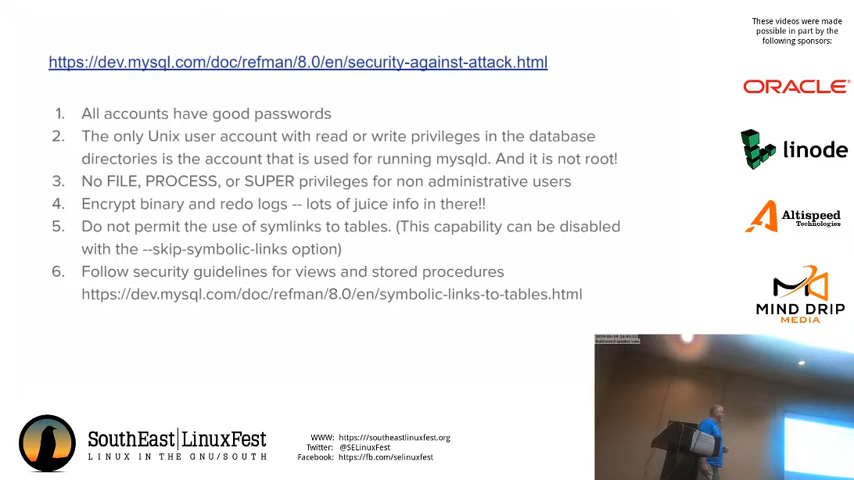 https://dev.mysql.com/doc/refman/8.0/en/security-against-attack.html
1. All accounts have good passwords
2. The only Unix user account with read or write privileges in the database
directories is the account that is used for running mysqld. And it is not root!
3. No FILE, PROCESS, or SUPER privileges for non administrative users
4. Encrypt binary and redo logs -- lots of juice info in there!!
5. Do not permit the use of symlinks to tables. (This capability can be disabled
with the --skip-symbolic-links option)
6. Follow security guidelines for views and stored procedures
https://dev.mysql.com/doc/refman/8.0/en/symbolic-links-to-tables.html
These videos were made
possible in part by the
following sponsors:
ORACLE
linode
Altispeed
Technologies
MIND DRIP
MEDIA
SouthEast|LinuxFest
LINUX IN THE GNU/SOUTH
WWW: https://southeastlinuxfest.org
Twitter: @SELinuxFest
Facebook: https://fb.com/selinuxfest